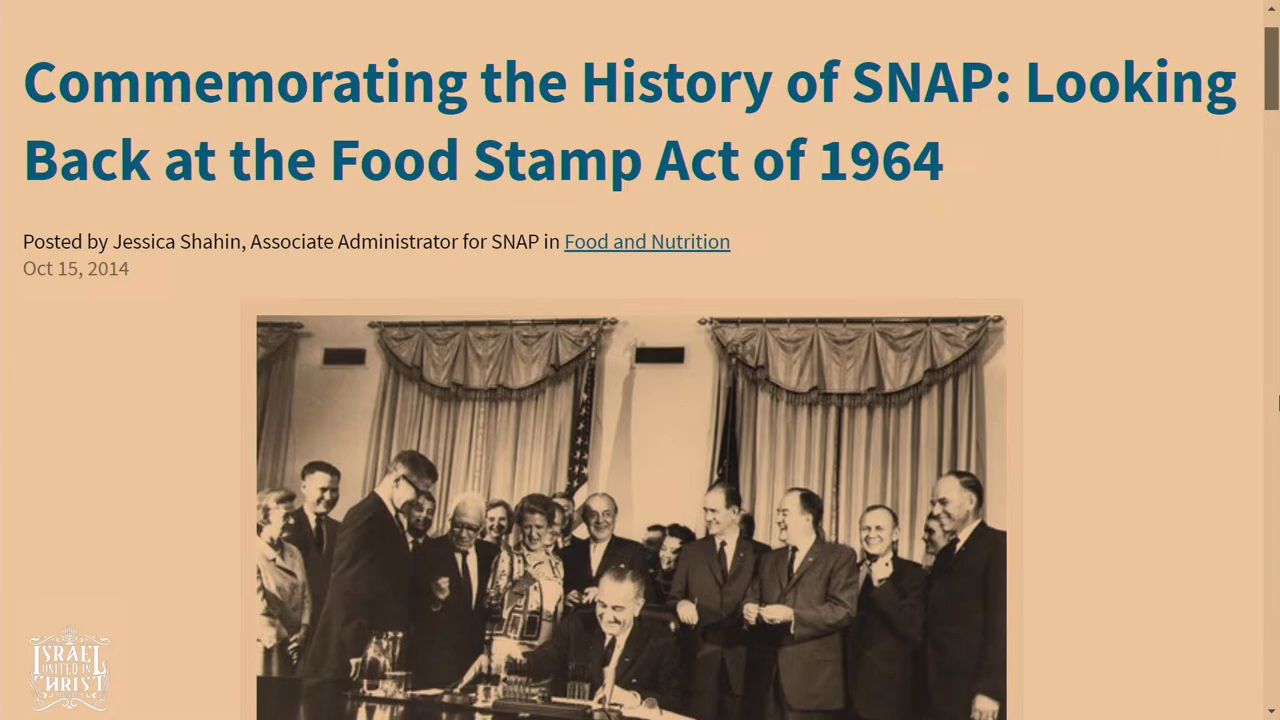 Commemorating the History of SNAP: Looking
Back at the Food Stamp Act of 1964
Posted by Jessica Shahin, Associate Administrator for SNAP in Food and Nutrition
Oct 15, 2014
ISRAEL
UNITED IN
CHRIST